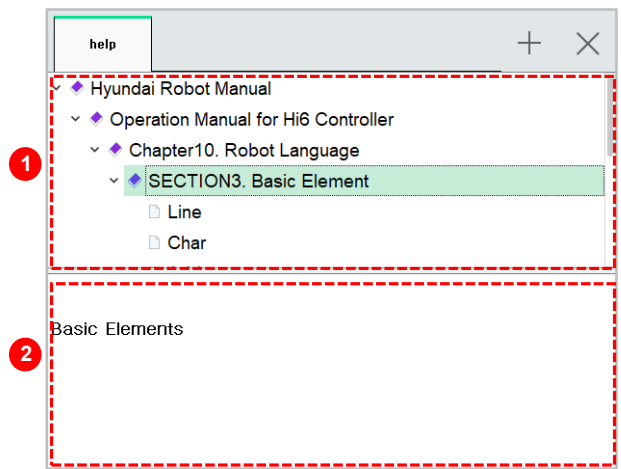 help
Hyundai Robot Manual
Operation Manual for Hi6 Controller
Chapter10. Robot Language
SECTION3. Basic Element
Line
Char
1
Basic Elements
2